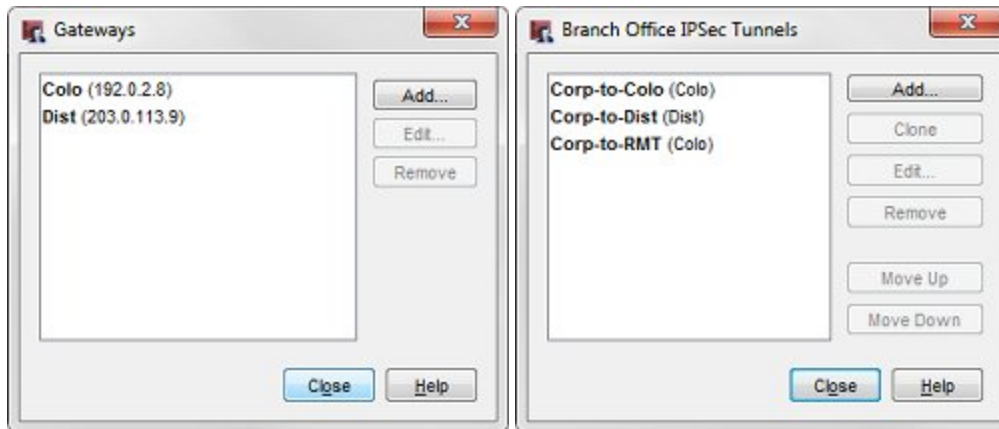 Gateways
Colo (192.0.2.8)
Dist (203.0.113.9)
Add...
Edit...
Remove
Close
Help
Branch Office IPSec Tunnels
Corp-to-Colo (Colo)
Corp-to-Dist (Dist)
Corp-to-RMT (Colo)
Add...
Clone
Edit...
Remove
Move Up
Move Down
Close
Help